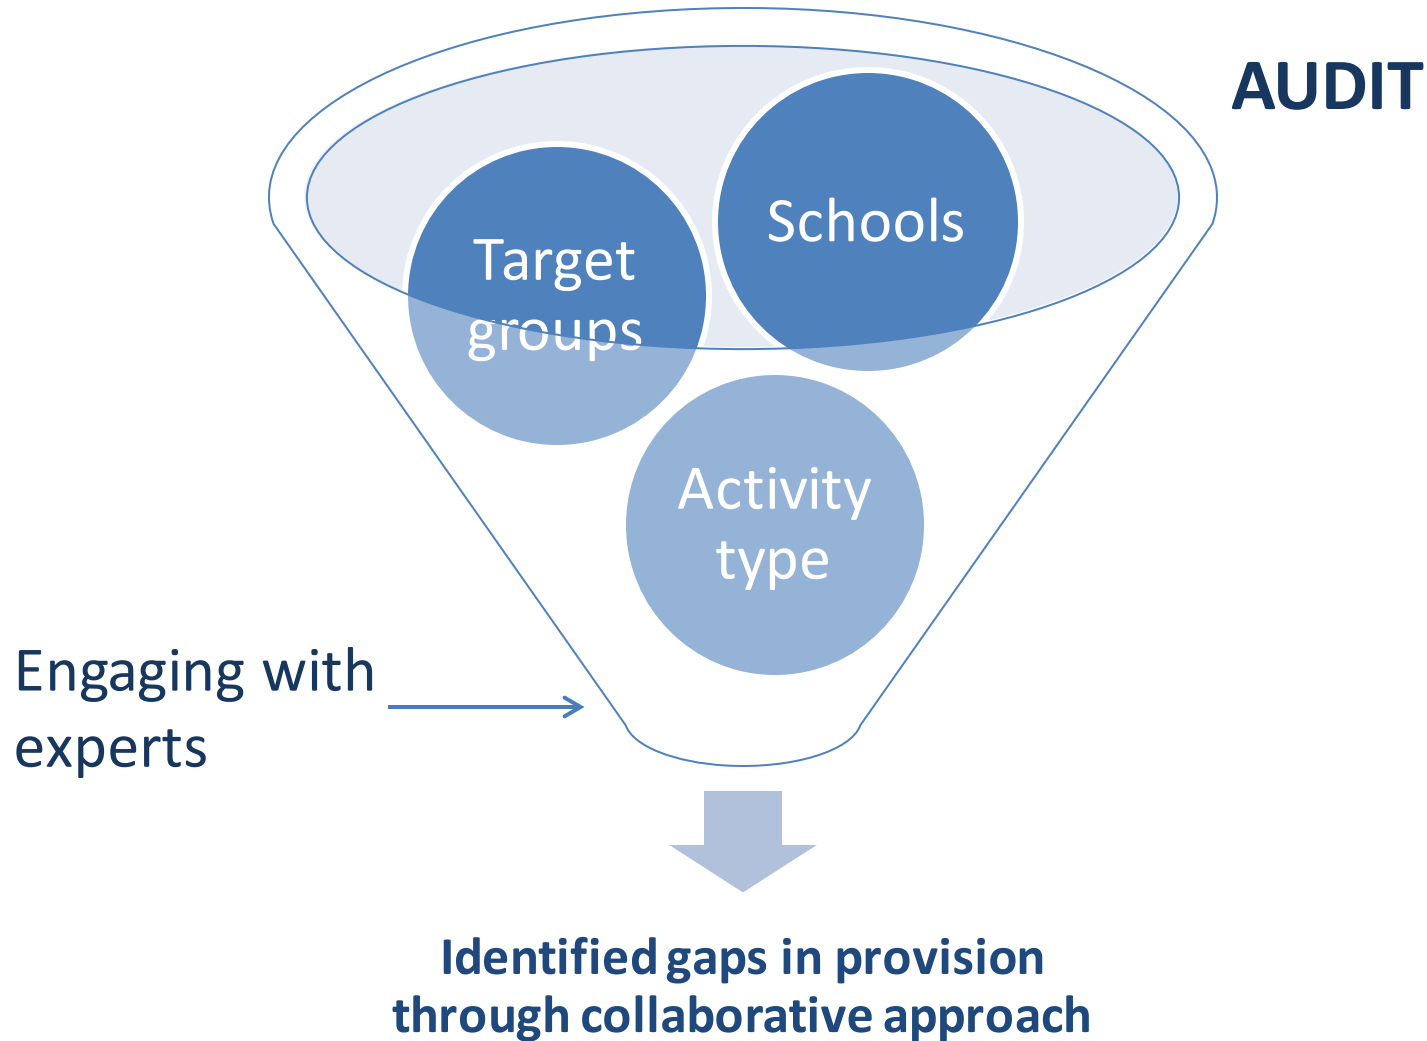 AUDIT
Schools
Target
groups
Activity
type
Engaging with
experts
Identified gaps in provision
through collaborative approach